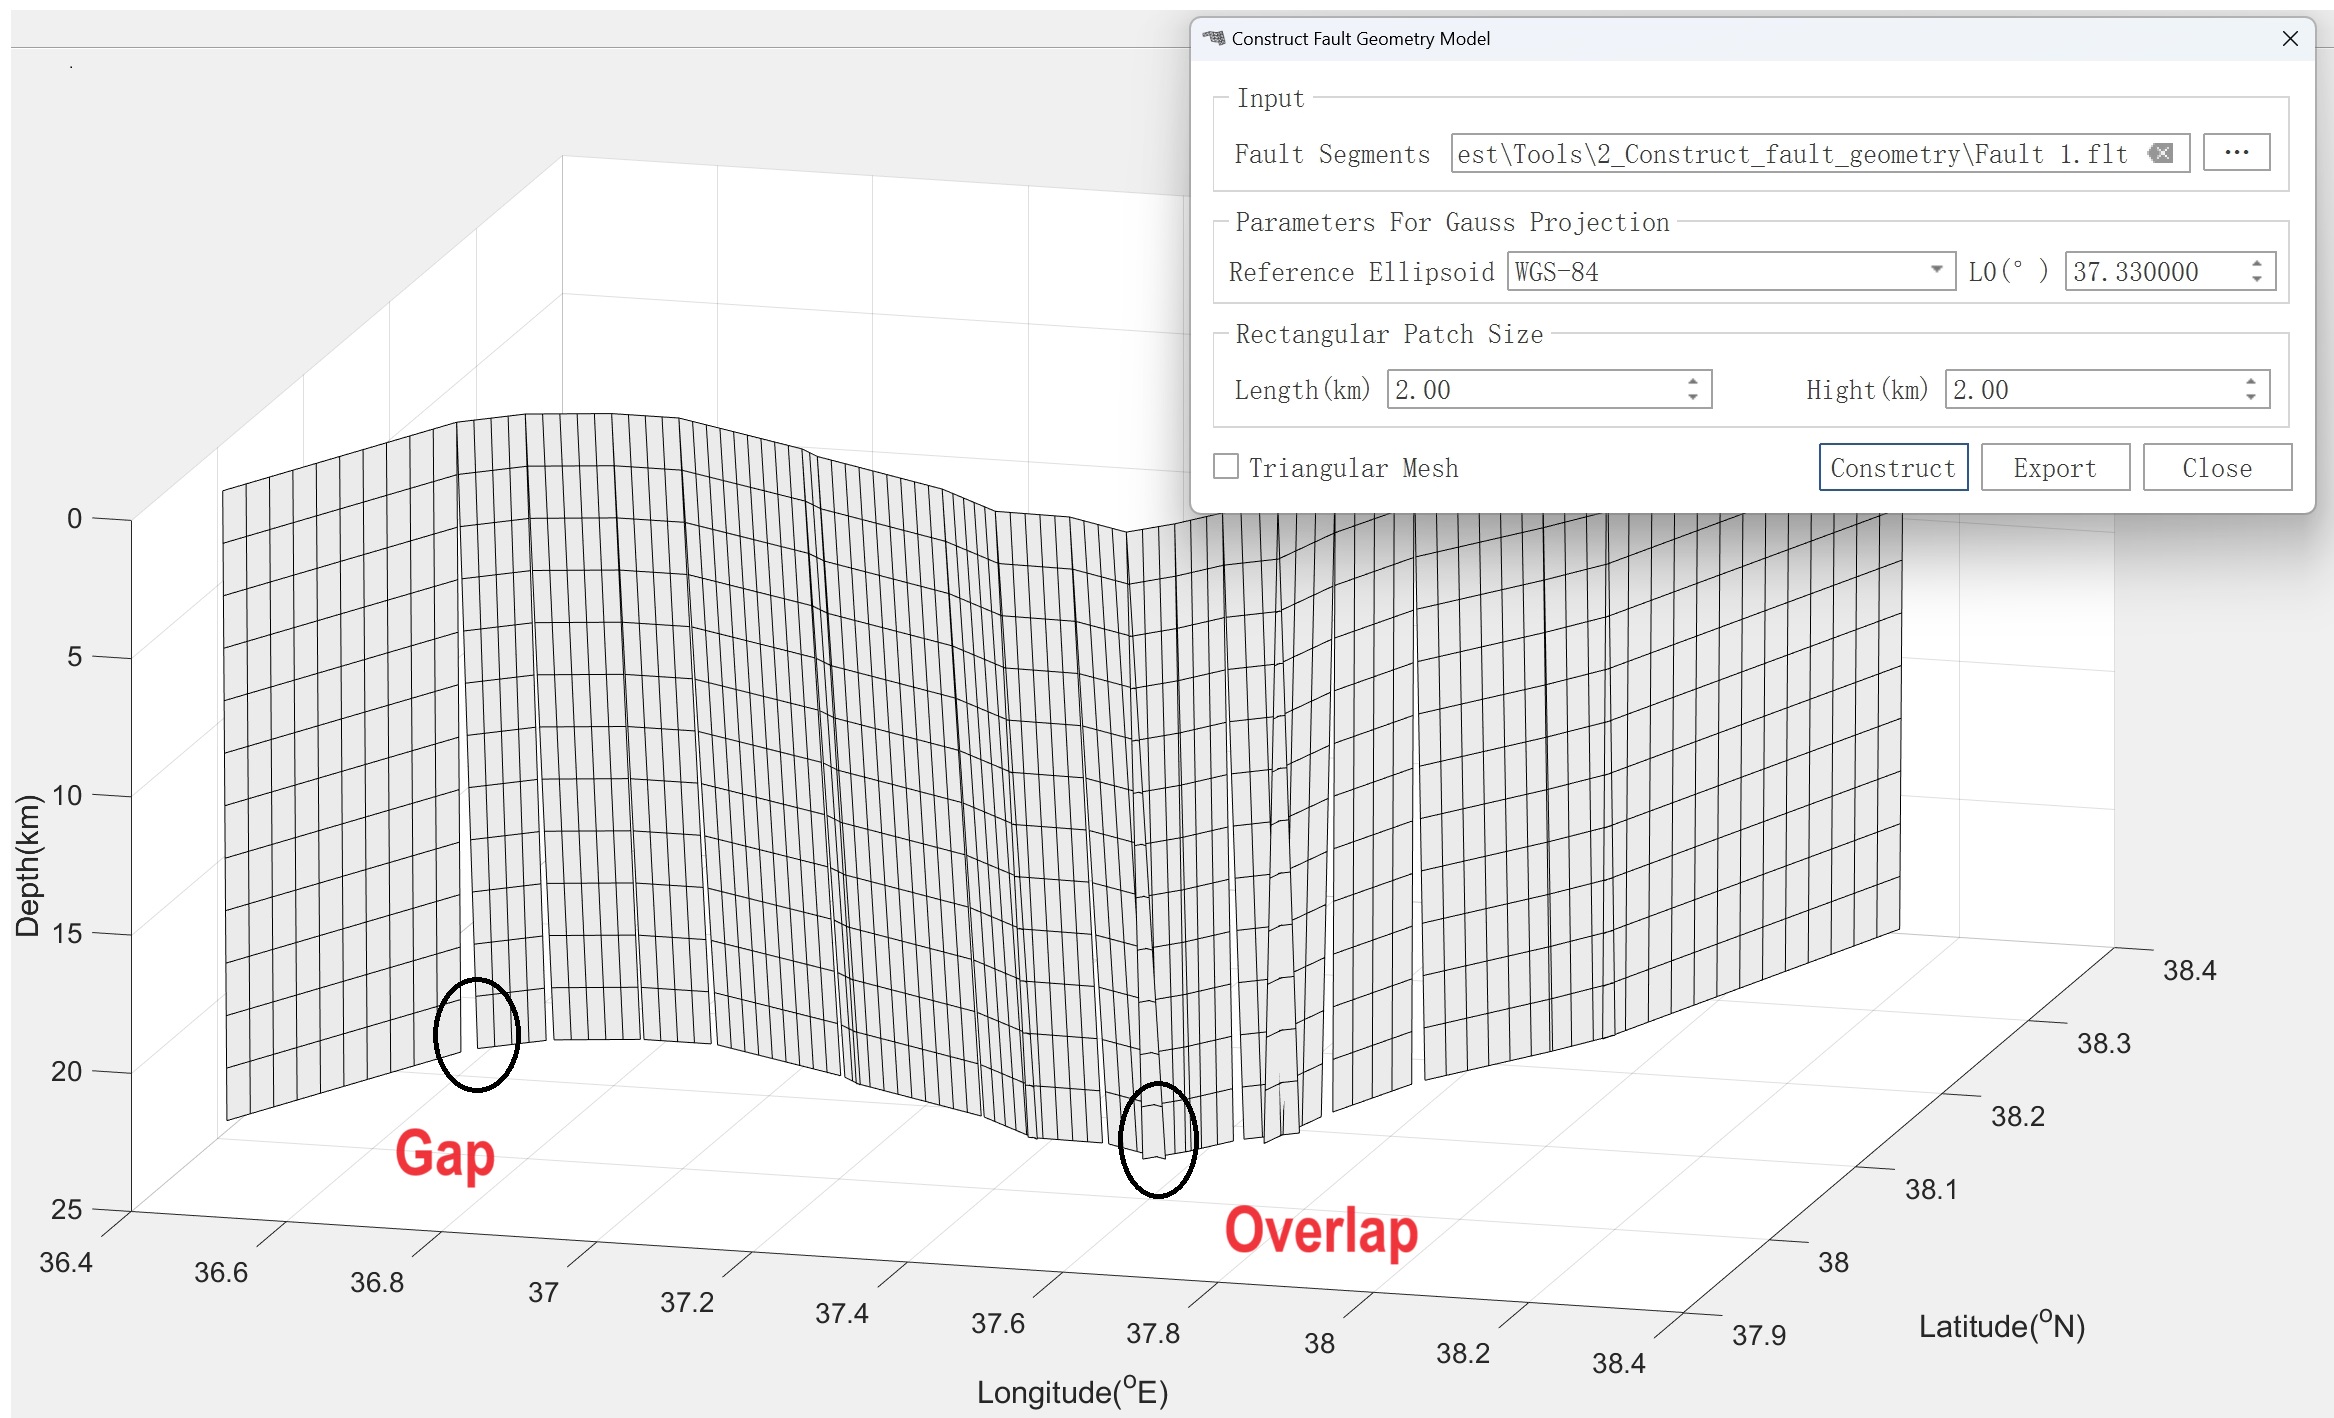 Construct Fault Geometry Model
Input
Fault Segments est\Tools\2_Construct_fault_geometry\Fault 1.flt ...
Parameters For Gauss Projection
Reference Ellipsoid WGS-84 L0(°) 37.330000
Rectangular Patch Size
Length(km) 2.00 Hight(km) 2.00
Triangular Mesh Construct Export Close
0
5
10
15
20
25
Depth(km)
Gap
Overlap
36.4
36.6
36.8
37
37.2
37.4
37.6
37.8
38
38.2
38.4
Longitude(°E)
37.9
38
38.1
38.2
38.3
38.4
Latitude(°N)